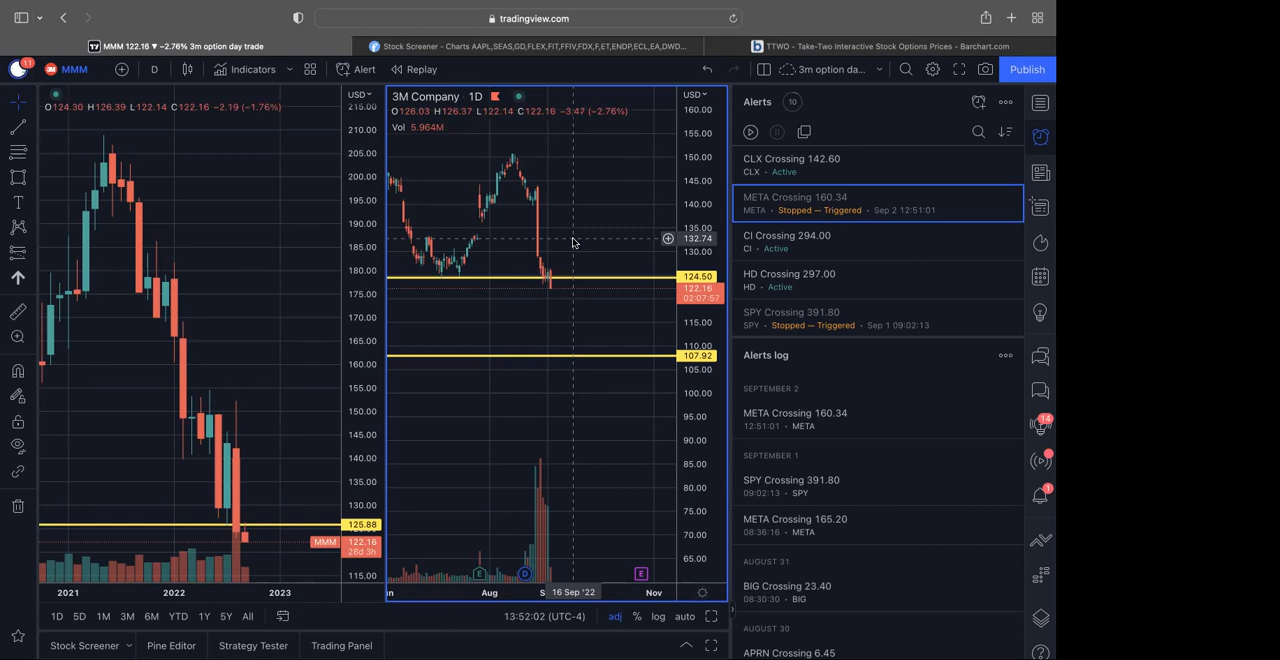 tradingview.com
MMM 122.16 ▼ −2.76% 3m option day trade
Stock Screener - Charts AAPL,SEAS,GD,FLEX,FIT,FFIV,FDX,F,ET,ENDP,ECL,EA,DWD...
TTWO - Take-Two Interactive Stock Options Prices - Barchart.com
11
MMM
D
Indicators
Alert
Replay
3m option da...
Publish
USD
O124.30 H126.39 L122.14 C122.16 −2.19 (−1.76%)
215.00
210.00
205.00
200.00
195.00
190.00
185.00
180.00
175.00
170.00
165.00
160.00
155.00
150.00
145.00
140.00
135.00
130.00
125.88
MMM 122.16
28d 3h
115.00
2021 2022 2023
3M Company 1D
USD
O126.03 H126.37 L122.14 C122.16 −3.47 (−2.76%)
Vol 5.964M
160.00
155.00
150.00
145.00
140.00
135.00
132.74
130.00
124.50
122.16
02:07:57
115.00
110.00
107.92
105.00
100.00
95.00
90.00
85.00
80.00
75.00
70.00
65.00
E D E
un Aug S 16 Sep '22 Nov
1D 5D 1M 3M 6M YTD 1Y 5Y All
13:52:02 (UTC-4) adj % log auto
Stock Screener Pine Editor Strategy Tester Trading Panel
Alerts 10
CLX Crossing 142.60
CLX • Active
META Crossing 160.34
META • Stopped — Triggered • Sep 2 12:51:01
CI Crossing 294.00
CI • Active
HD Crossing 297.00
HD • Active
SPY Crossing 391.80
SPY • Stopped — Triggered • Sep 1 09:02:13
Alerts log
SEPTEMBER 2
META Crossing 160.34
12:51:01 • META
SEPTEMBER 1
SPY Crossing 391.80
09:02:13 • SPY
META Crossing 165.20
08:36:16 • META
AUGUST 31
BIG Crossing 23.40
08:30:30 • BIG
AUGUST 30
APRN Crossing 6.45
14
1